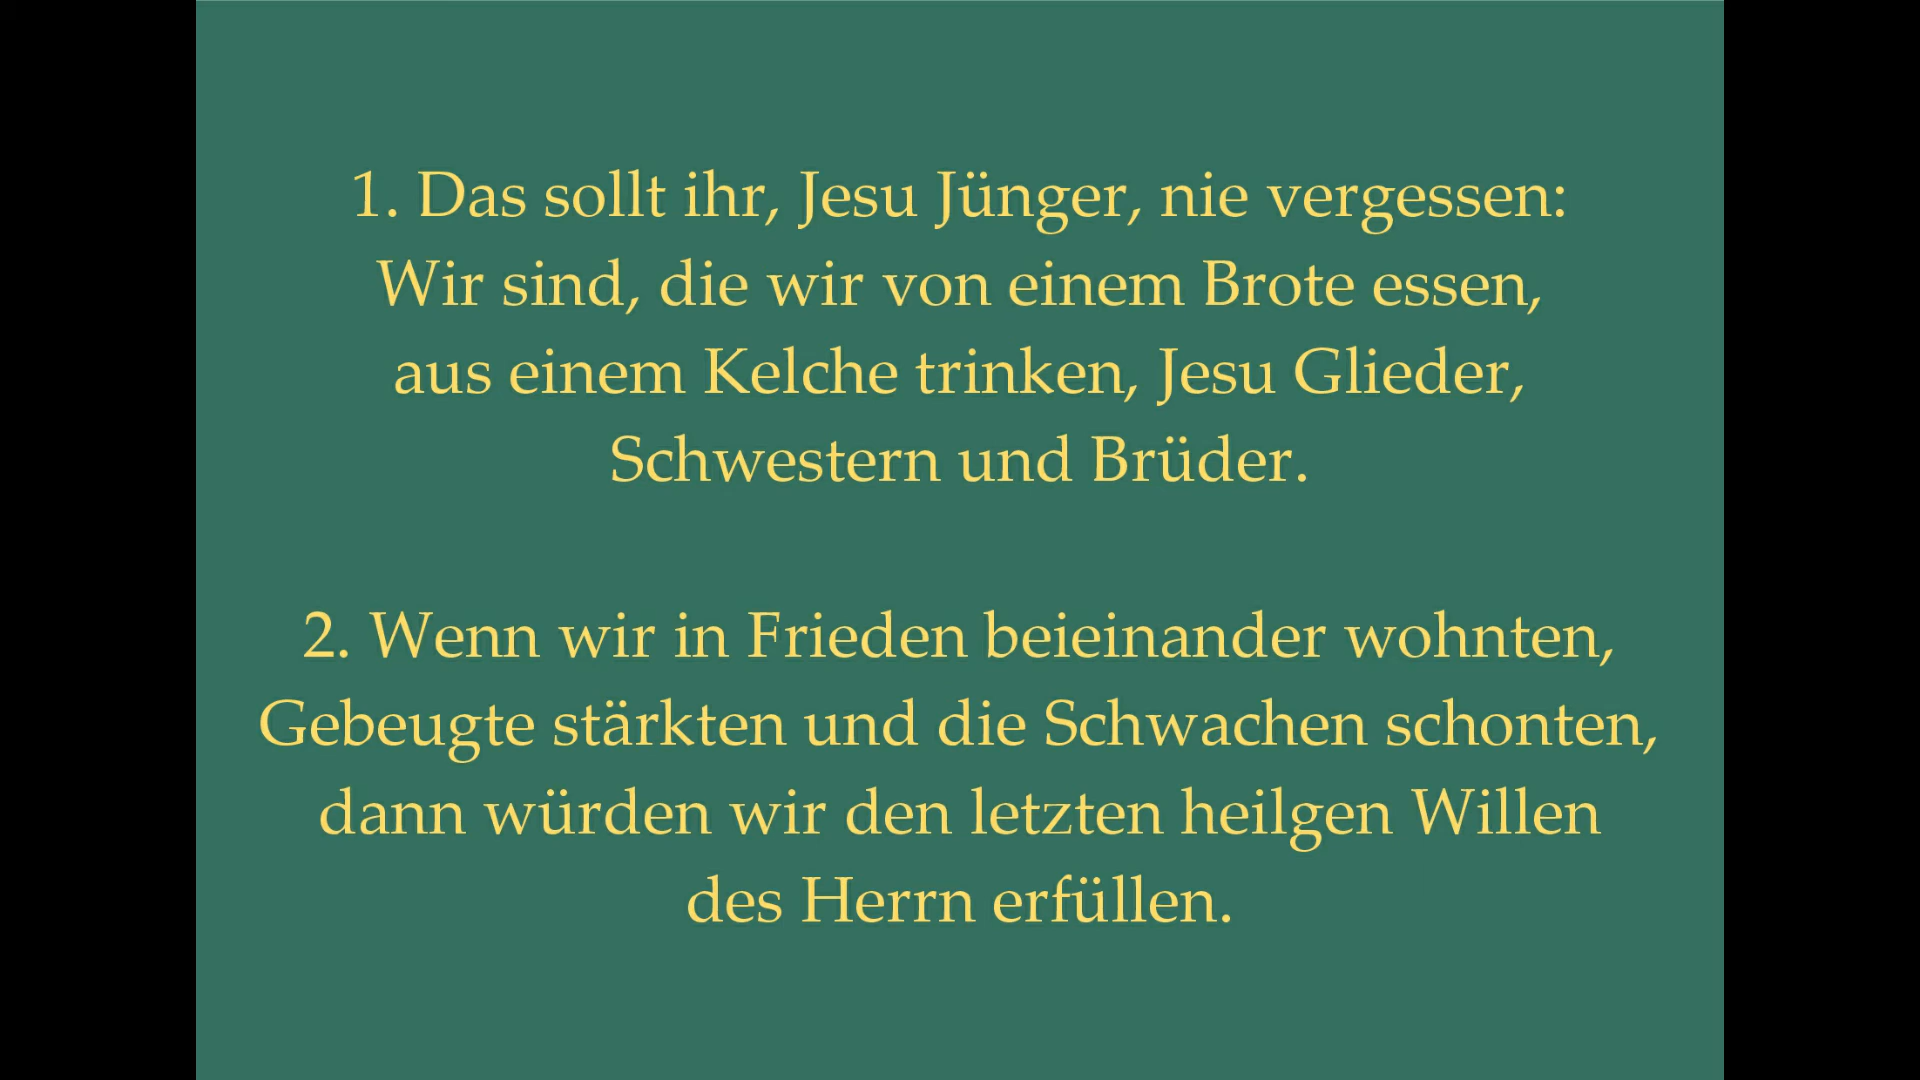 1. Das sollt ihr, Jesu Jünger, nie vergessen:
Wir sind, die wir von einem Brote essen,
aus einem Kelche trinken, Jesu Glieder,
Schwestern und Brüder.
2. Wenn wir in Frieden beieinander wohnten,
Gebeugte stärkten und die Schwachen schonten,
dann würden wir den letzten heilgen Willen
des Herrn erfüllen.